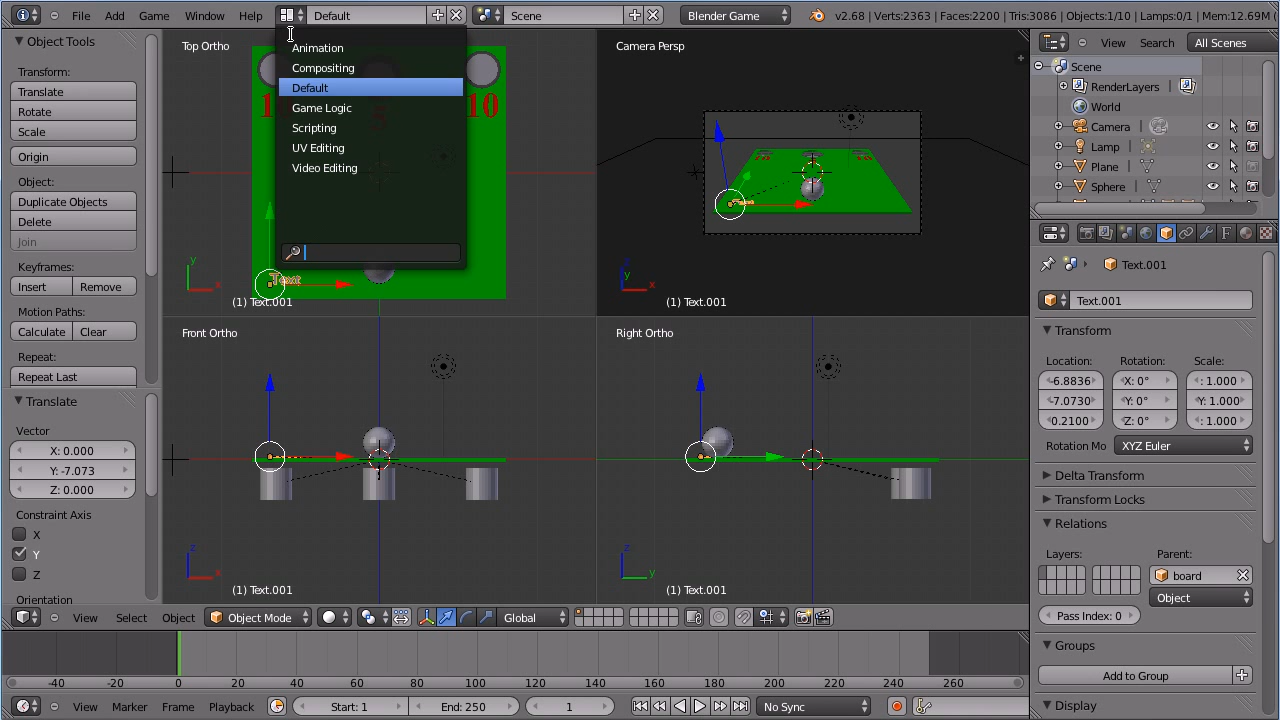 File Add Game Window Help Default Scene Blender Game v2.68 | Verts:2363 | Faces:2200 | Tris:3086 | Objects:1/10 | Lamps:0/1 | Mem:12.69M
Object Tools
Transform:
Translate
Rotate
Scale
Origin
Object:
Duplicate Objects
Delete
Join
Keyframes:
Insert Remove
Motion Paths:
Calculate Clear
Repeat:
Repeat Last
Translate
Vector
X: 0.000
Y: -7.073
Z: 0.000
Constraint Axis
X
Y
Z
Orientation
Animation
Compositing
Default
Game Logic
Scripting
UV Editing
Video Editing
Top Ortho
10
y
x
Text
(1) Text.001
Camera Persp
y
x
(1) Text.001
Front Ortho
z
x
(1) Text.001
Right Ortho
z
y
(1) Text.001
View Select Object Object Mode Global
-40 -20 0 20 40 60 80 100 120 140 160 180 200 220 240 260
View Marker Frame Playback Start: 1 End: 250 1 No Sync
View Search All Scenes
Scene
RenderLayers
World
Camera
Lamp
Plane
Sphere
Text.001
Text.001
Transform
Location: Rotation: Scale:
-6.8836 X: 0° : 1.000
-7.0730 Y: 0° Y: 1.000
0.2100 Z: 0° : 1.000
Rotation Mo XYZ Euler
Delta Transform
Transform Locks
Relations
Layers: Parent:
board
Object
Pass Index: 0
Groups
Add to Group
Display